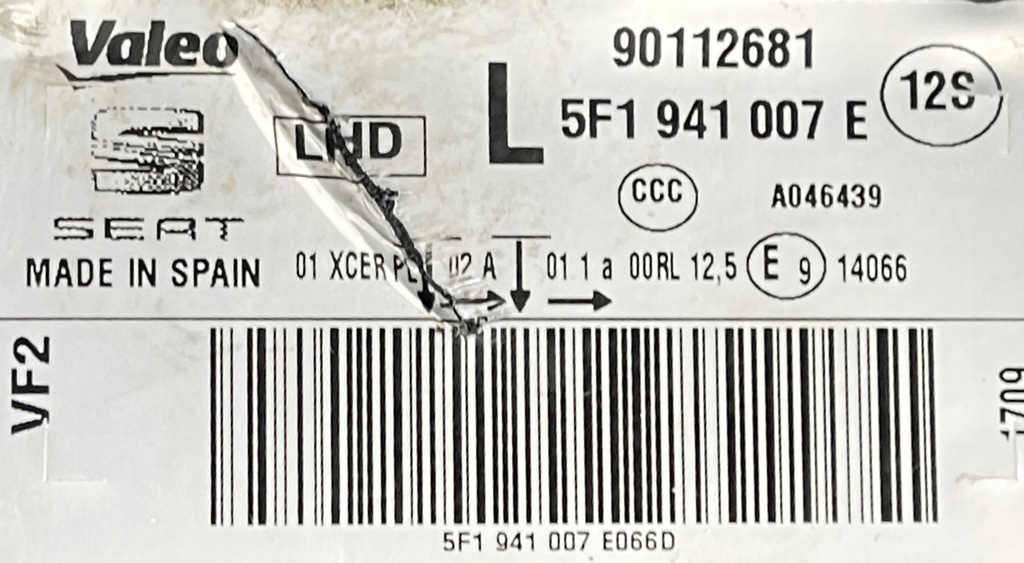 Valeo
90112681
12S
LHD
L
5F1 941 007 E
CCC
A046439
SEAT
MADE IN SPAIN
01 XCER 02 A 01 1 a 00RL 12,5 E 9 14066
VF2
1709
5F1 941 007 E066D